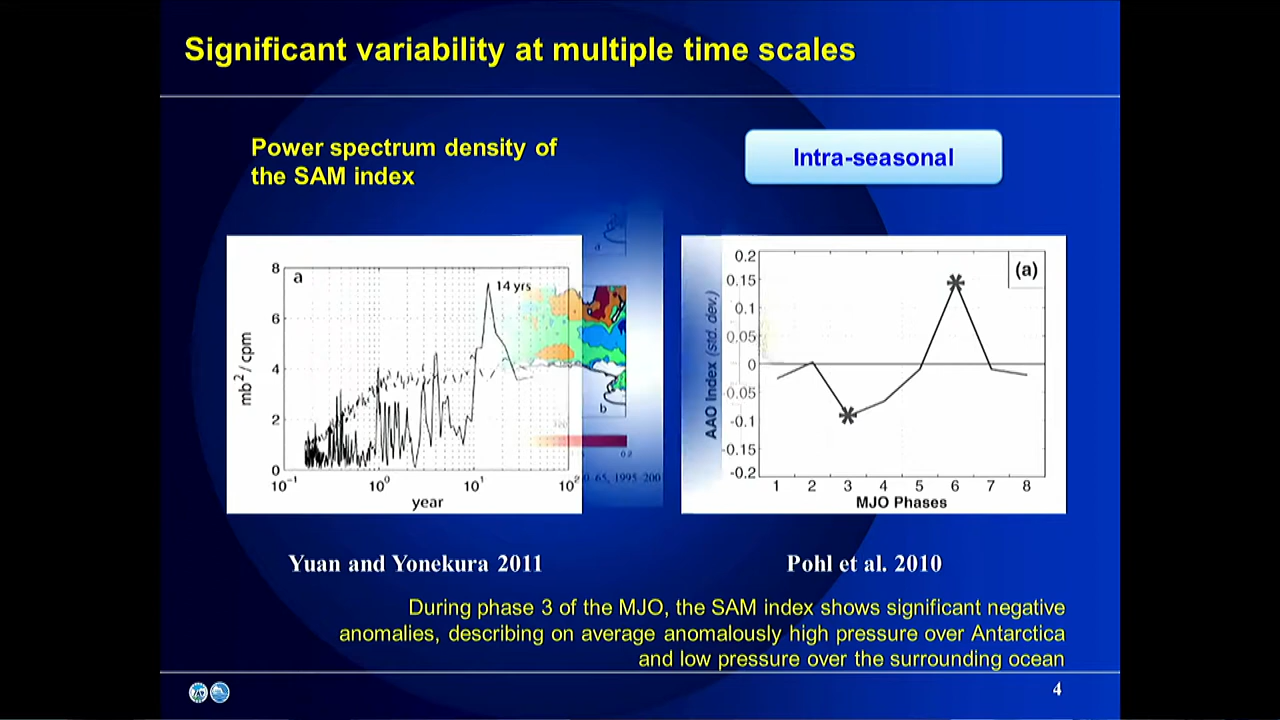 Significant variability at multiple time scales
Power spectrum density of
the SAM index
Intra-seasonal
a
14 yrs
8
6
4
2
0
mb²/cpm
10⁻¹ 10⁰ 10¹ 10²
year
a
b
0.2
65, 1995 200
(a)
0.2
0.15
0.1
0.05
0
-0.05
-0.1
-0.15
-0.2
AAO Index (std. dev.)
1 2 3 4 5 6 7 8
MJO Phases
Yuan and Yonekura 2011
Pohl et al. 2010
During phase 3 of the MJO, the SAM index shows significant negative
anomalies, describing on average anomalously high pressure over Antarctica
and low pressure over the surrounding ocean
4